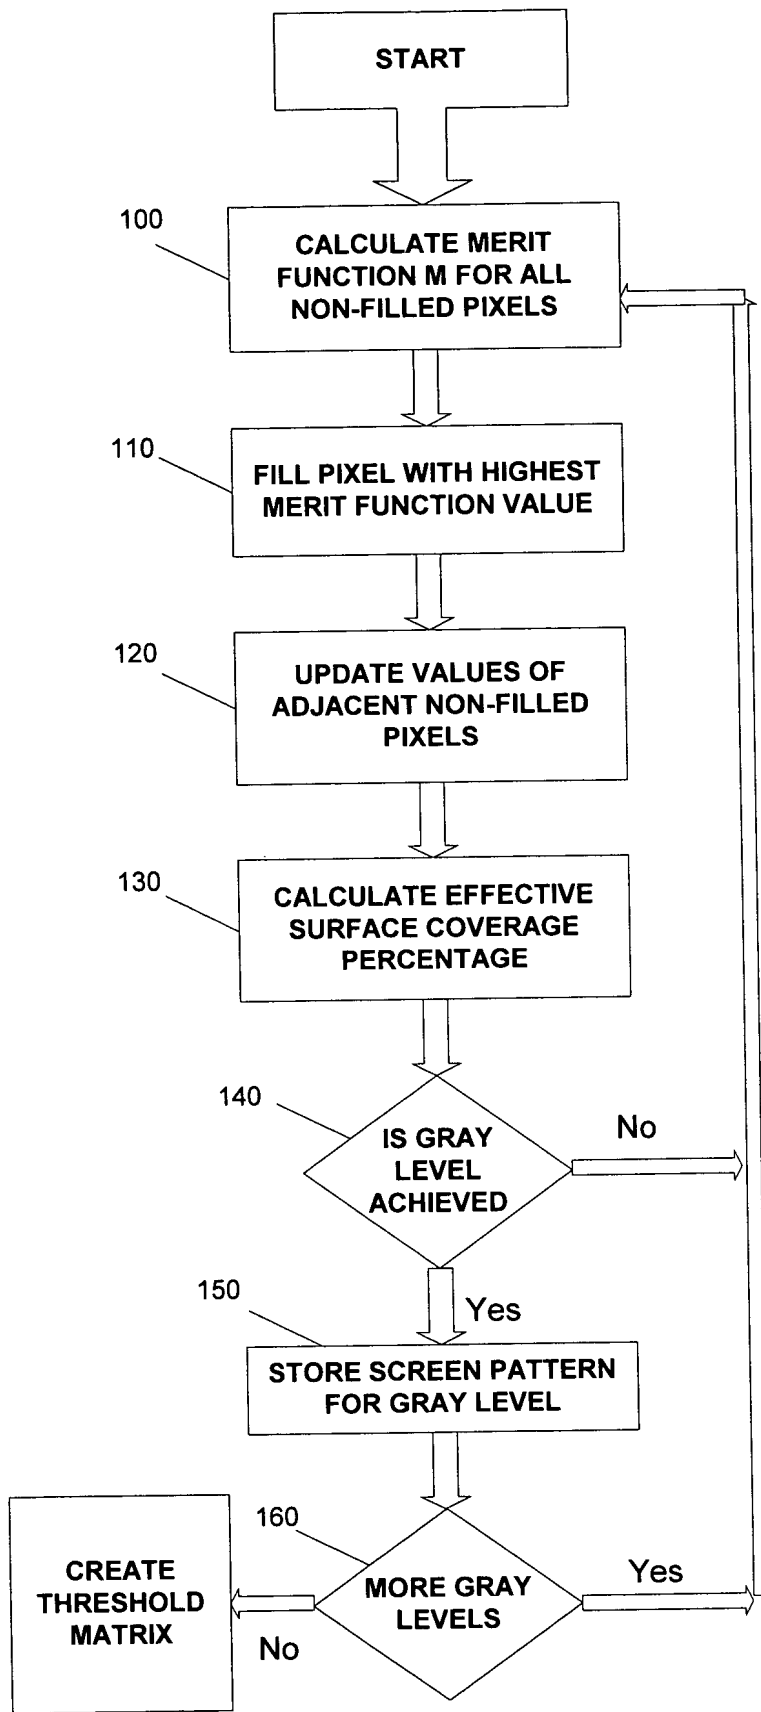 START
100
CALCULATE MERIT
FUNCTION M FOR ALL
NON-FILLED PIXELS
110
FILL PIXEL WITH HIGHEST
MERIT FUNCTION VALUE
120
UPDATE VALUES OF
ADJACENT NON-FILLED
PIXELS
130
CALCULATE EFFECTIVE
SURFACE COVERAGE
PERCENTAGE
140
IS GRAY
LEVEL
ACHIEVED
No
Yes
150
STORE SCREEN PATTERN
FOR GRAY LEVEL
160
MORE GRAY
LEVELS
Yes
No
CREATE
THRESHOLD
MATRIX